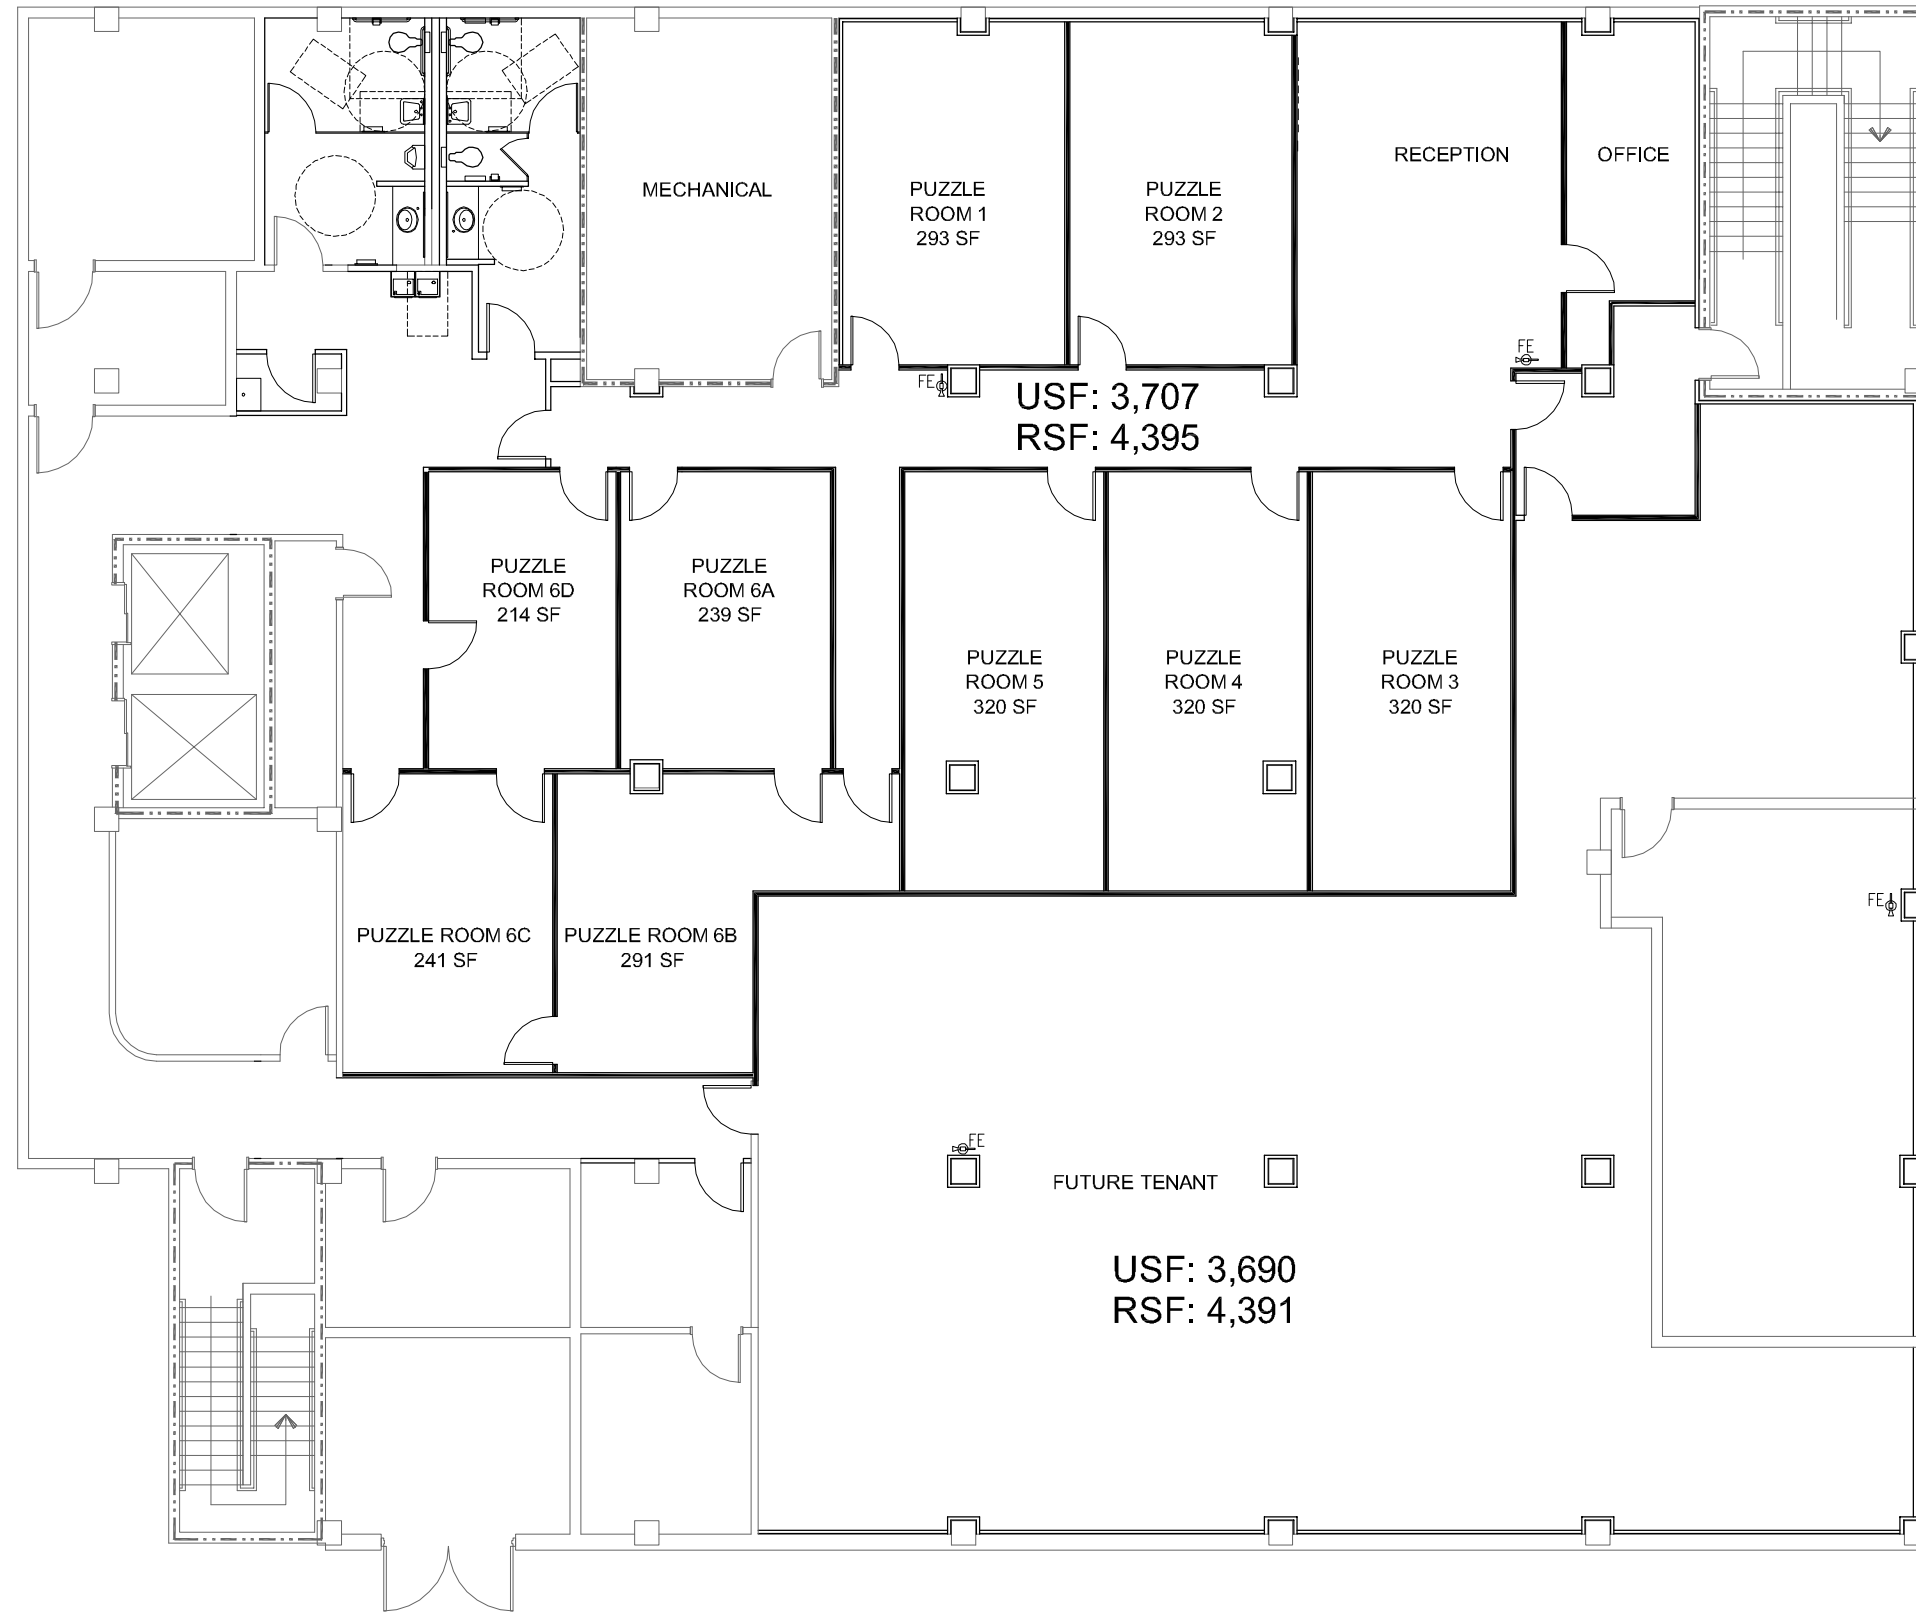 MECHANICAL
PUZZLE
ROOM 1
293 SF
PUZZLE
ROOM 2
293 SF
RECEPTION
OFFICE
FE
FE
USF: 3,707
RSF: 4,395
PUZZLE
ROOM 6D
214 SF
PUZZLE
ROOM 6A
239 SF
PUZZLE
ROOM 5
320 SF
PUZZLE
ROOM 4
320 SF
PUZZLE
ROOM 3
320 SF
FE
PUZZLE ROOM 6C
241 SF
PUZZLE ROOM 6B
291 SF
FE
FUTURE TENANT
USF: 3,690
RSF: 4,391